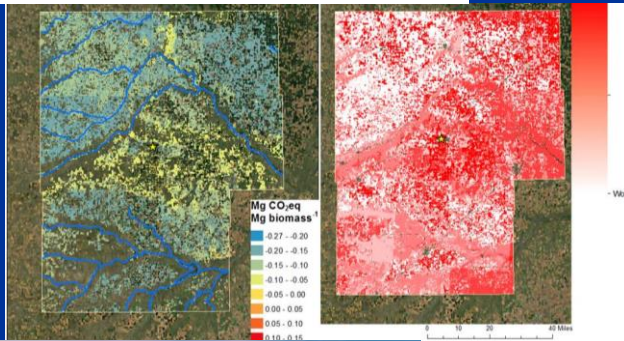 Mg CO₂eq
Mg biomass⁻¹
-0.27 - -0.20
-0.20 - -0.15
-0.15 - -0.10
-0.10 - -0.05
-0.05 - 0.00
0.00 - 0.05
0.05 - 0.10
0.10 - 0.15
0 10 20 40 Miles